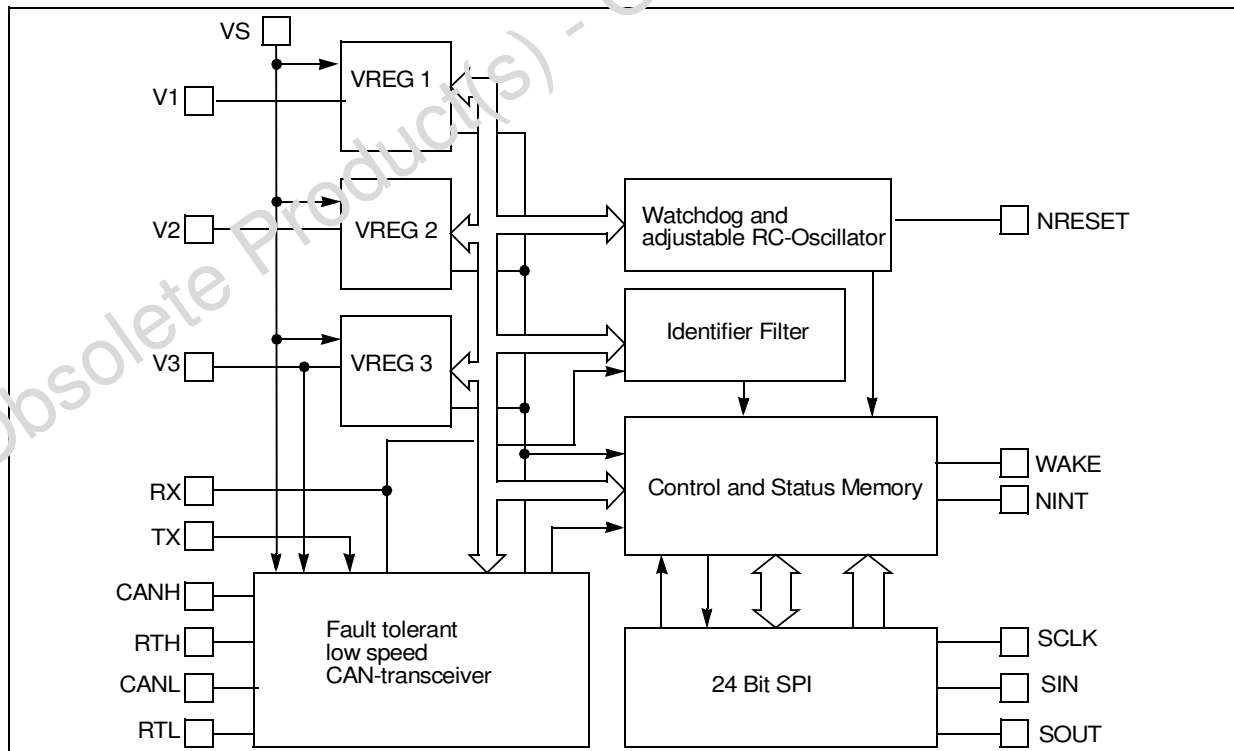 Obsolete Product(s) -
VS
VREG 1
V1
VREG 2
V2
Watchdog and
adjustable RC-Oscillator
NRESET
Identifier Filter
VREG 3
V3
RX
Control and Status Memory
WAKE
NINT
TX
CANH
RTH
CANL
RTL
Fault tolerant
low speed
CAN-transceiver
24 Bit SPI
SCLK
SIN
SOUT